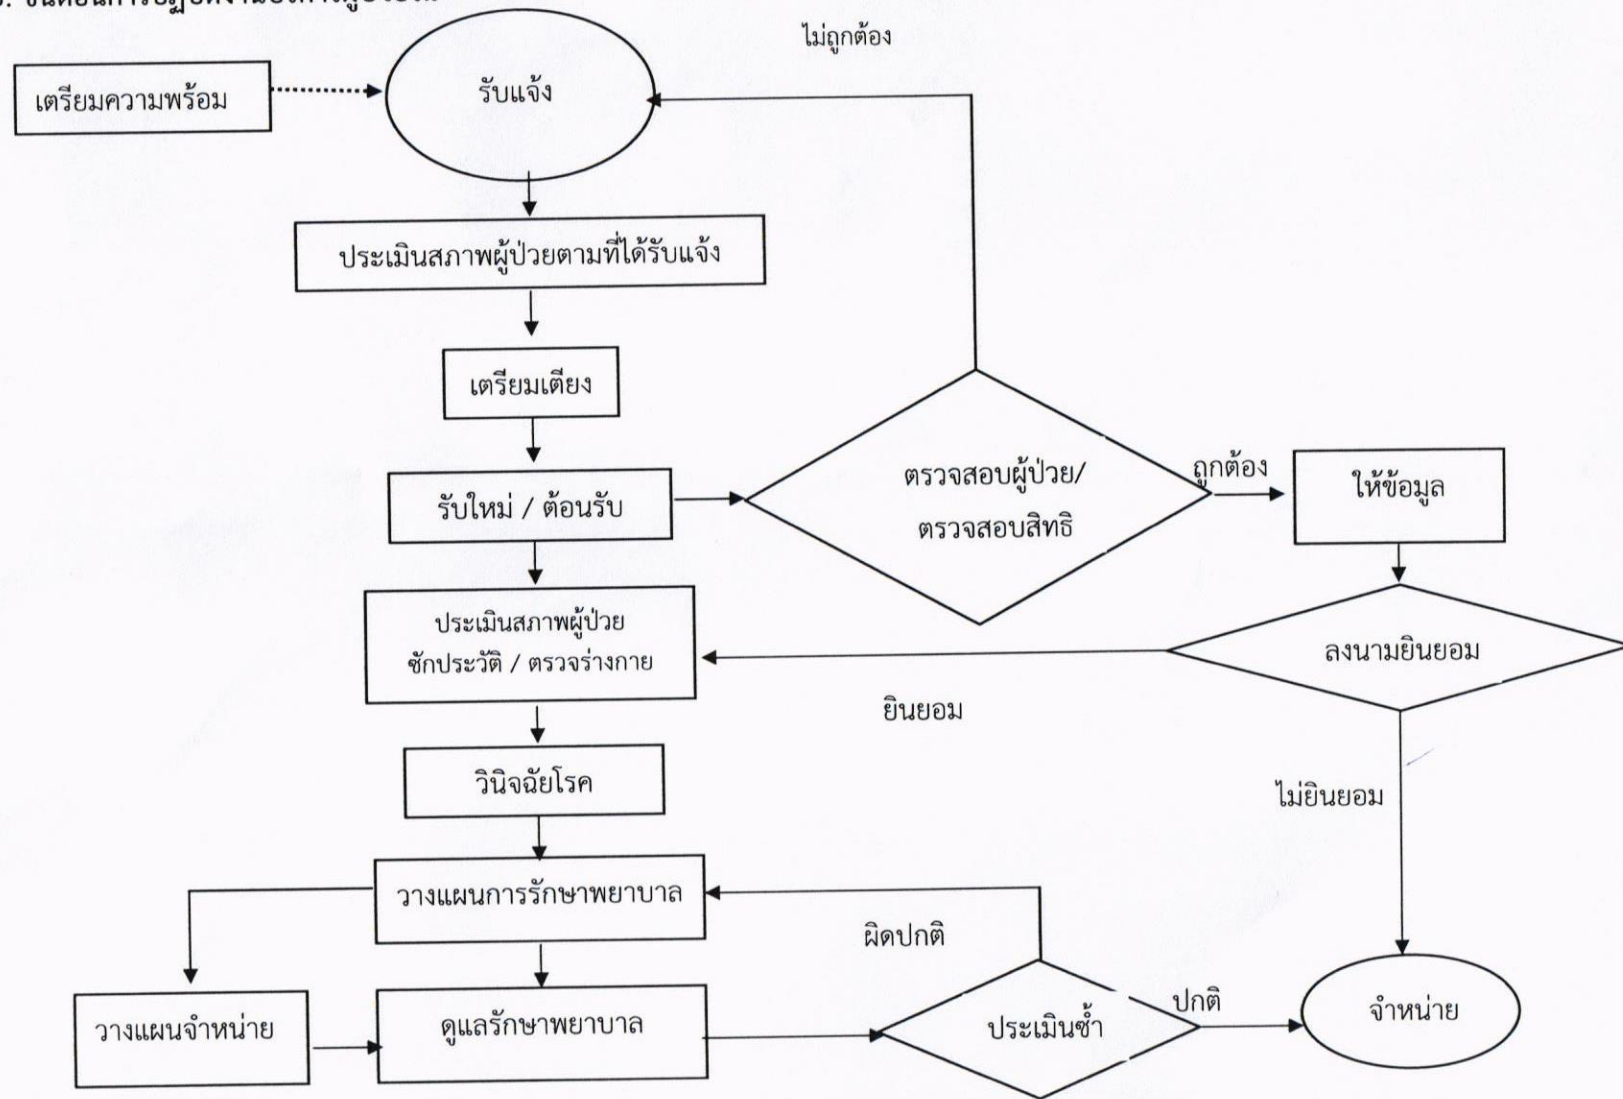 ไม่ถูกต้อง
เตรียมความพร้อม
รับแจ้ง
ประเมินสภาพผู้ป่วยตามที่ได้รับแจ้ง
เตรียมเตียง
รับใหม่ / ต้อนรับ
ตรวจสอบผู้ป่วย/
ตรวจสอบสิทธิ
ถูกต้อง
ให้ข้อมูล
ประเมินสภาพผู้ป่วย
ซักประวัติ / ตรวจร่างกาย
ลงนามยินยอม
ยินยอม
วินิจฉัยโรค
ไม่ยินยอม
วางแผนการรักษาพยาบาล
ผิดปกติ
วางแผนจำหน่าย
ดูแลรักษาพยาบาล
ประเมินซ้ำ
ปกติ
จำหน่าย